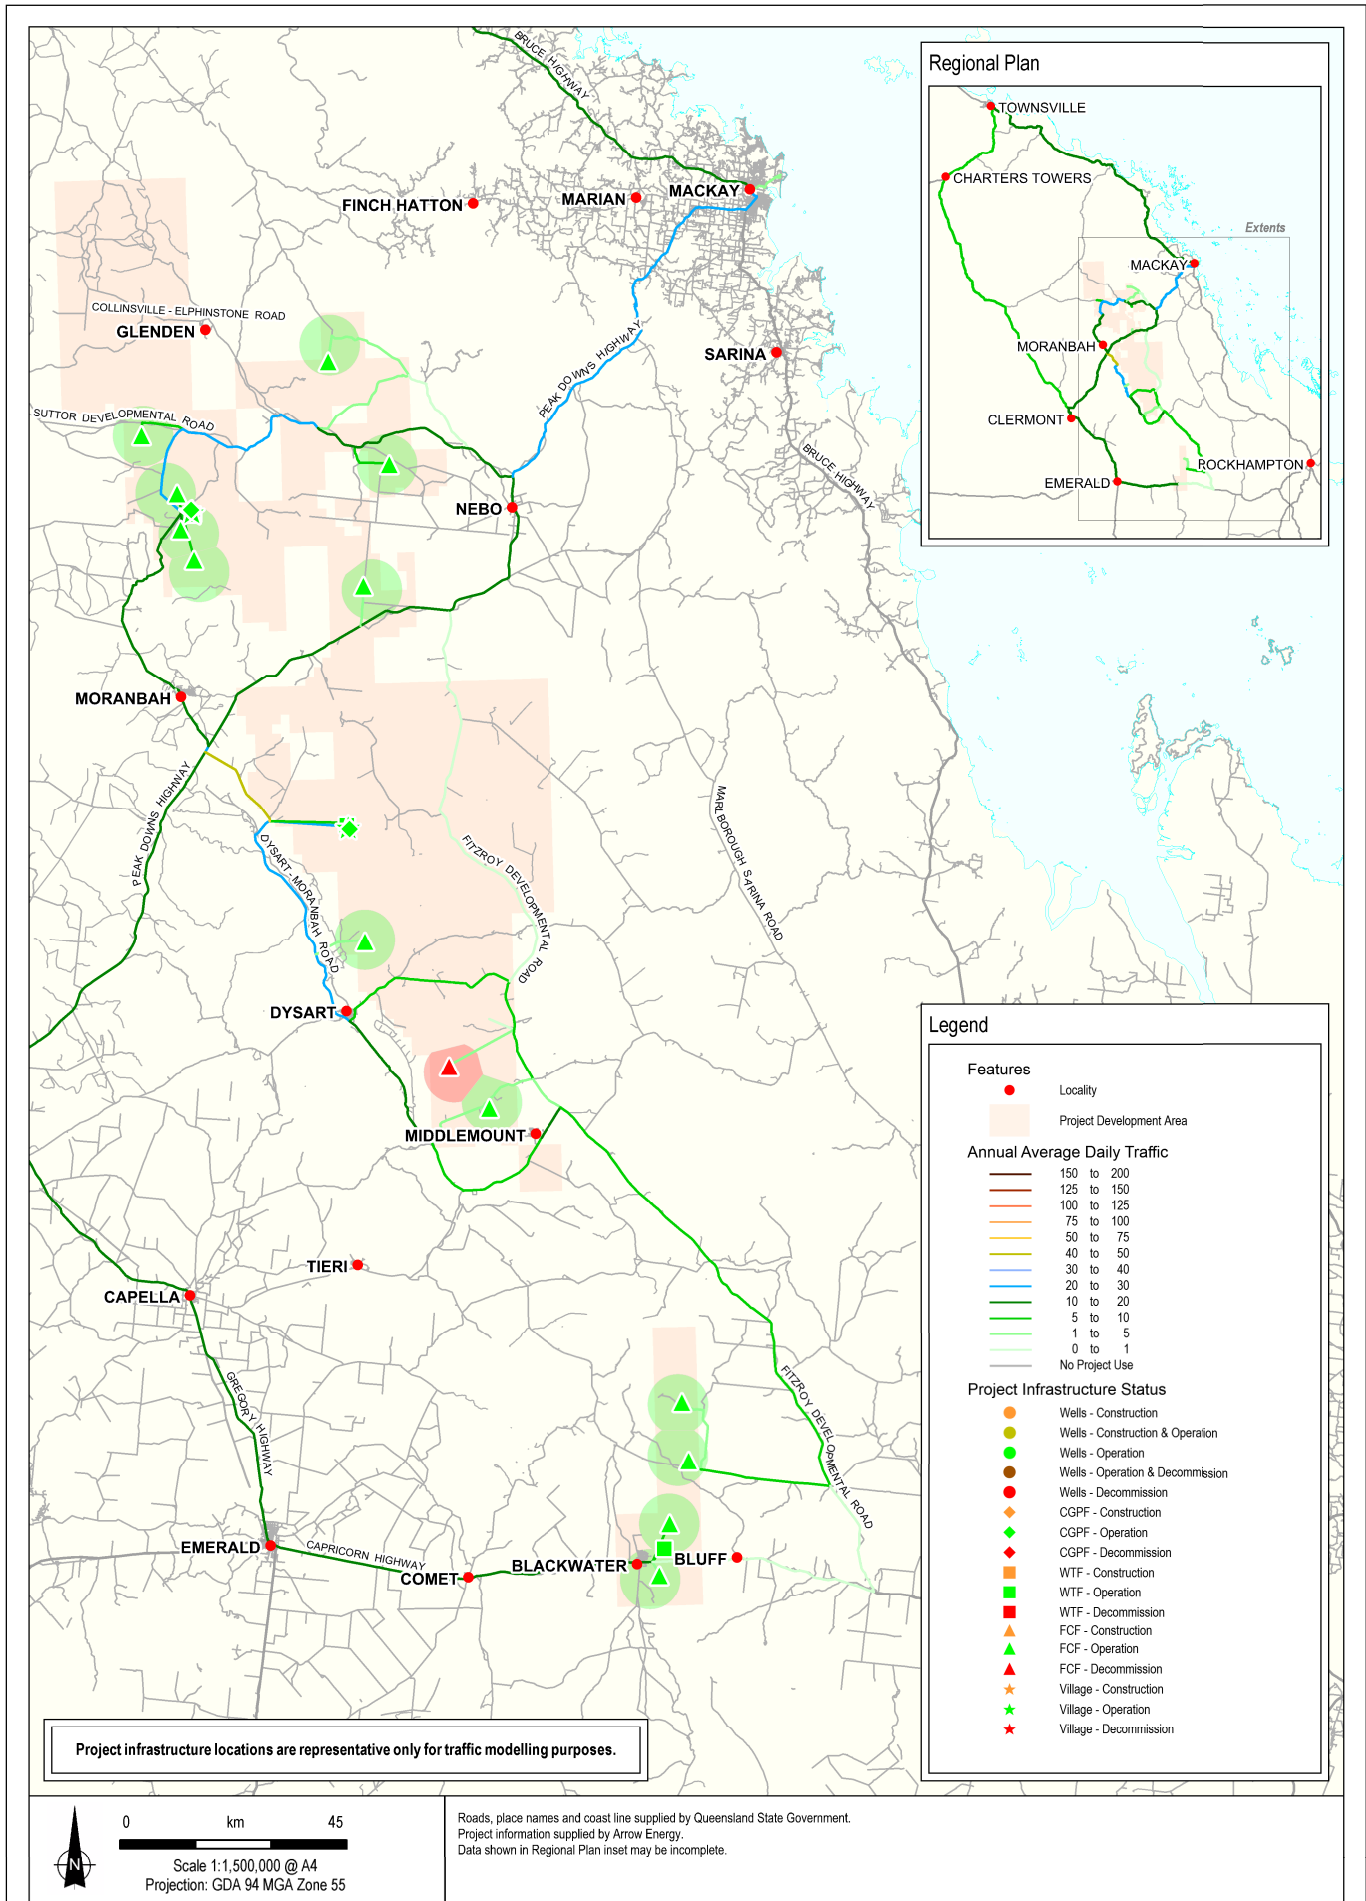 BRUCE HIGHWAY
FINCH HATTON
MARIAN
MACKAY
COLLINSVILLE - ELPHINSTONE ROAD
GLENDEN
SARINA
PEAK DOWNS HIGHWAY
SUTTOR DEVELOPMENTAL ROAD
BRUCE HIGHWAY
NEBO
MORANBAH
PEAK DOWNS HIGHWAY
DYSART - MORANBAH ROAD
FITZROY DEVELOPMENTAL ROAD
MARLBOROUGH SARINA ROAD
DYSART
MIDDLEMOUNT
TIERI
CAPELLA
GREGORY HIGHWAY
FITZROY DEVELOPMENTAL ROAD
EMERALD
CAPRICORN HIGHWAY
COMET
BLACKWATER
BLUFF
Regional Plan
TOWNSVILLE
CHARTERS TOWERS
Extents
MACKAY
MORANBAH
CLERMONT
ROCKHAMPTON
EMERALD
Legend
Features
Locality
Project Development Area
Annual Average Daily Traffic
150 to 200
125 to 150
100 to 125
75 to 100
50 to 75
40 to 50
30 to 40
20 to 30
10 to 20
5 to 10
1 to 5
0 to 1
No Project Use
Project Infrastructure Status
Wells - Construction
Wells - Construction & Operation
Wells - Operation
Wells - Operation & Decommission
Wells - Decommission
CGPF - Construction
CGPF - Operation
CGPF - Decommission
WTF - Construction
WTF - Operation
WTF - Decommission
FCF - Construction
FCF - Operation
FCF - Decommission
Village - Construction
Village - Operation
Village - Decommission
Project infrastructure locations are representative only for traffic modelling purposes.
N
0 km 45
Scale 1:1,500,000 @ A4
Projection: GDA 94 MGA Zone 55
Roads, place names and coast line supplied by Queensland State Government.
Project information supplied by Arrow Energy.
Data shown in Regional Plan inset may be incomplete.